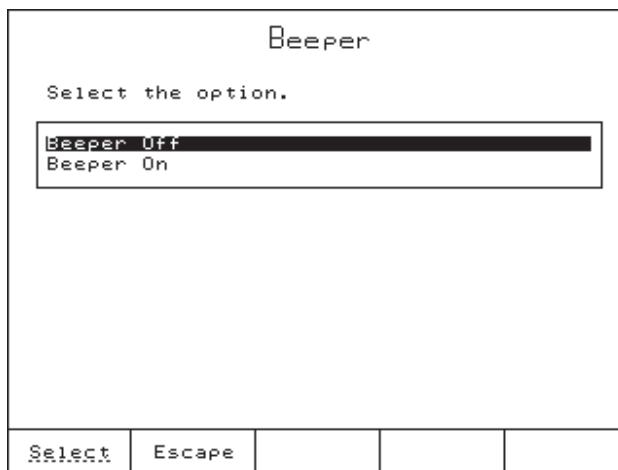 Beeper
Select the option.
Beeper Off
Beeper On
Select Escape